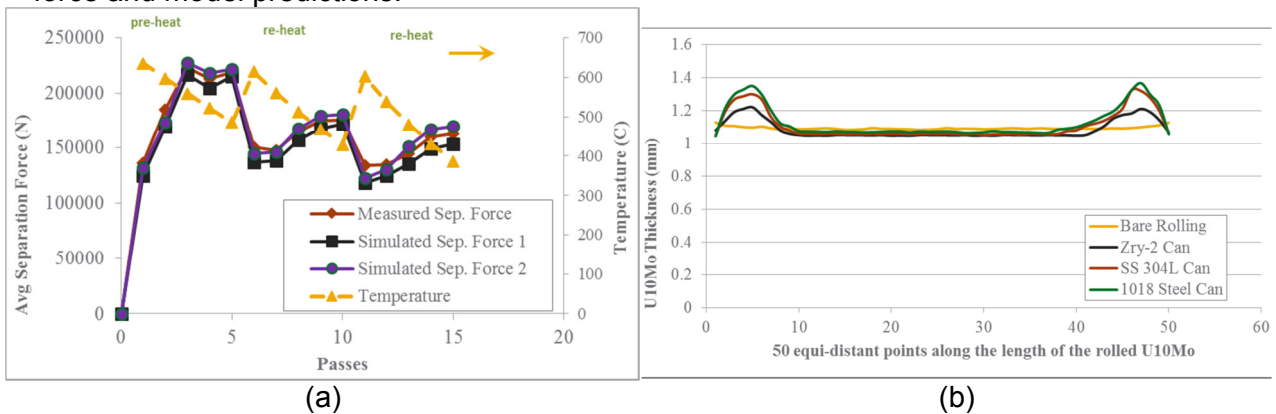 force and model predictions.
pre-heat
re-heat
re-heat
250000
200000
150000
100000
50000
0
Avg Separation Force (N)
700
600
500
400
300
200
100
0
Temperature (C)
Measured Sep. Force
Simulated Sep. Force 1
Simulated Sep. Force 2
Temperature
0 5 10 15 20
Passes
(a)
1.6
1.4
1.2
1
0.8
0.6
0.4
0.2
0
U10Mo Thickness (mm)
Bare Rolling
Zry-2 Can
SS 304L Can
1018 Steel Can
0 10 20 30 40 50 60
50 equi-distant points along the length of the rolled U10Mo
(b)